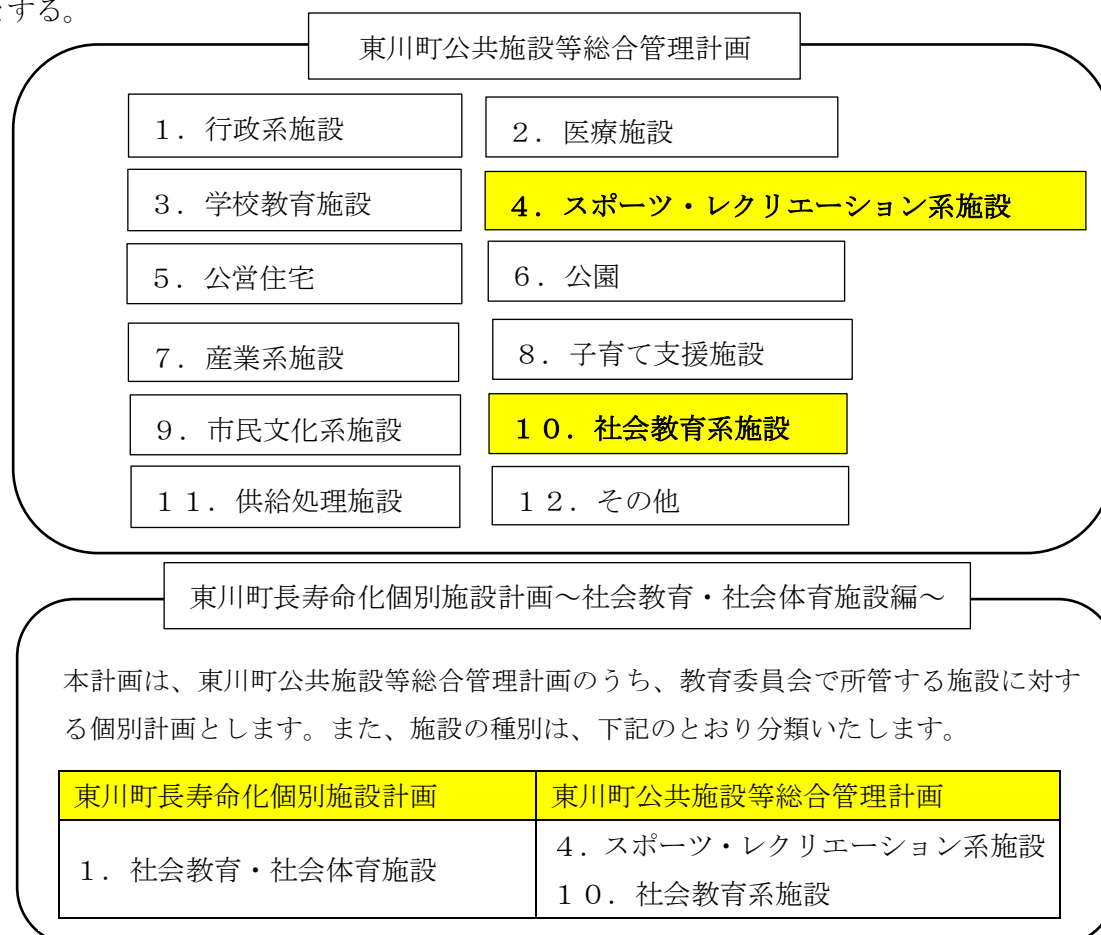 をする。
東川町公共施設等総合管理計画
１．行政系施設
２．医療施設
３．学校教育施設
４．スポーツ・レクリエーション系施設
５．公営住宅
６．公園
７．産業系施設
８．子育て支援施設
９．市民文化系施設
１０．社会教育系施設
１１．供給処理施設
１２．その他
東川町長寿命化個別施設計画～社会教育・社会体育施設編～
本計画は、東川町公共施設等総合管理計画のうち、教育委員会で所管する施設に対す
る個別計画とします。また、施設の種別は、下記のとおり分類いたします。
東川町長寿命化個別施設計画
東川町公共施設等総合管理計画
１．社会教育・社会体育施設
４．スポーツ・レクリエーション系施設
１０．社会教育系施設